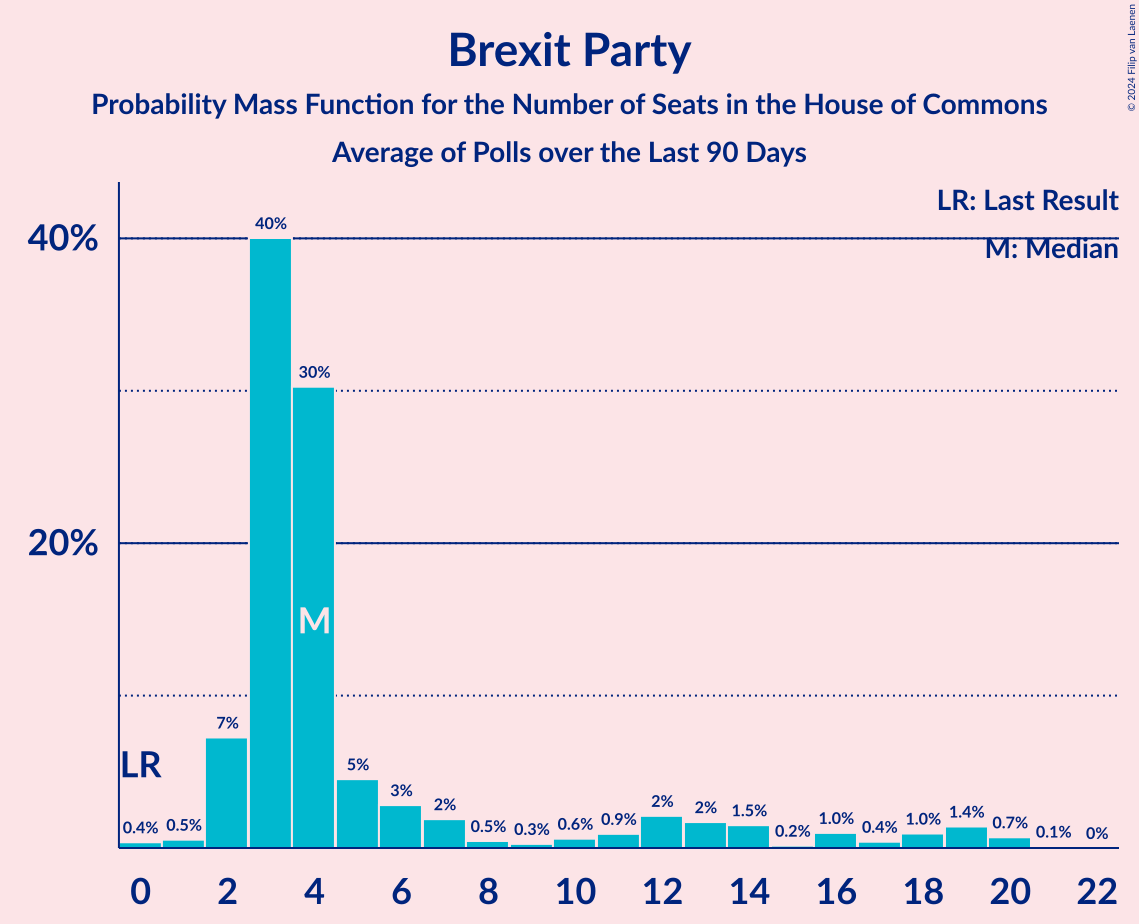 Brexit Party
Probability Mass Function for the Number of Seats in the House of Commons
Average of Polls over the Last 90 Days
© 2024 Filip van Laenen
LR: Last Result
M: Median
40%
20%
LR
M
0.4%
0.5%
7%
40%
30%
5%
3%
2%
0.5%
0.3%
0.6%
0.9%
2%
2%
1.5%
0.2%
1.0%
0.4%
1.0%
1.4%
0.7%
0.1%
0%
0 2 4 6 8 10 12 14 16 18 20 22